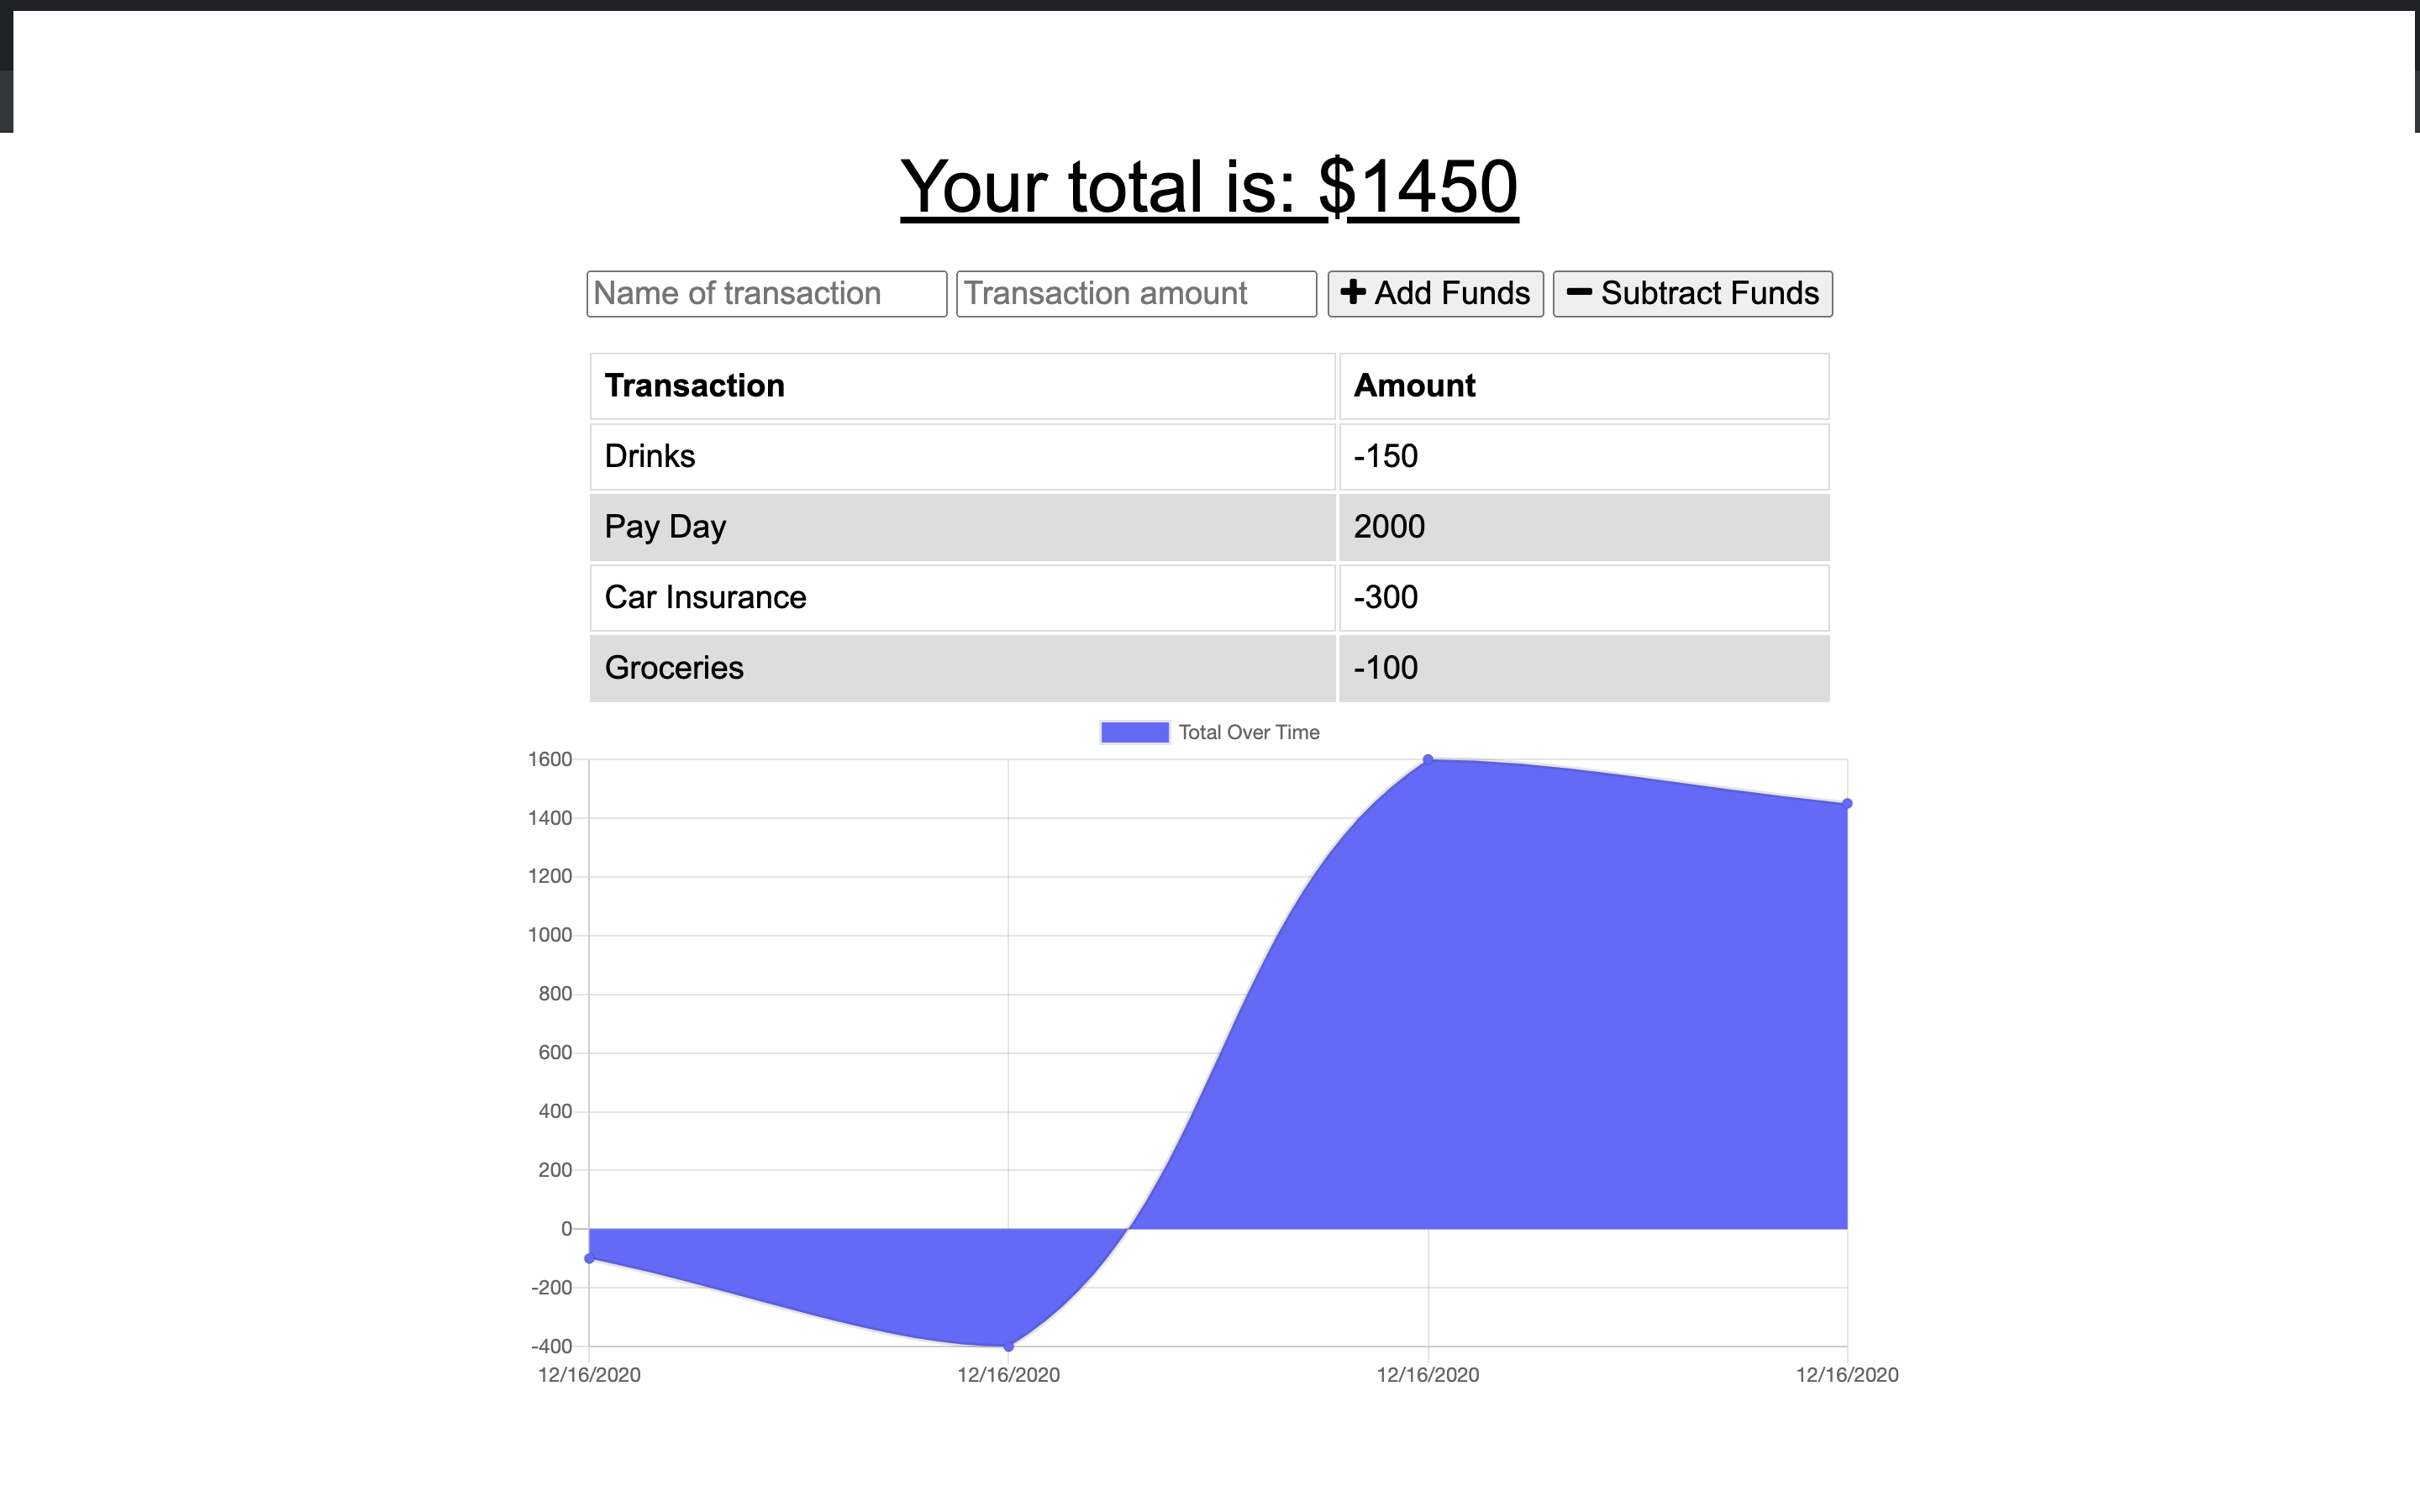 Your total is: $1450
Name of transaction Transaction amount Add Funds Subtract Funds
Transaction Amount
Drinks -150
Pay Day 2000
Car Insurance -300
Groceries -100
Total Over Time
1600
1400
1200
1000
800
600
400
200
0
-200
-400
12/16/2020 12/16/2020 12/16/2020 12/16/2020